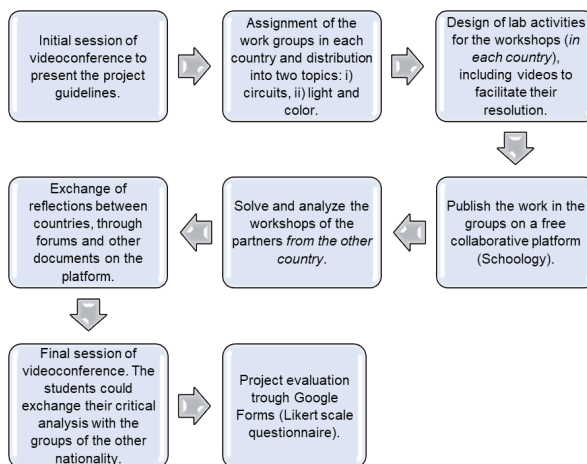 Initial session of
videoconference to
present the project
guidelines.
Assignment of the
work groups in each
country and distribution
into two topics: i)
circuits, ii) light and
color.
Design of lab activities
for the workshops (in
each country),
including videos to
facilitate their
resolution.
Publish the work in the
groups on a free
collaborative platform
(Schoology).
Solve and analyze the
workshops of the
partners from the other
country.
Exchange of
reflections between
countries, through
forums and other
documents on the
platform.
Final session of
videoconference. The
students could
exchange their critical
analysis with the
groups of the other
nationality.
Project evaluation
trough Google
Forms (Likert scale
questionnaire).